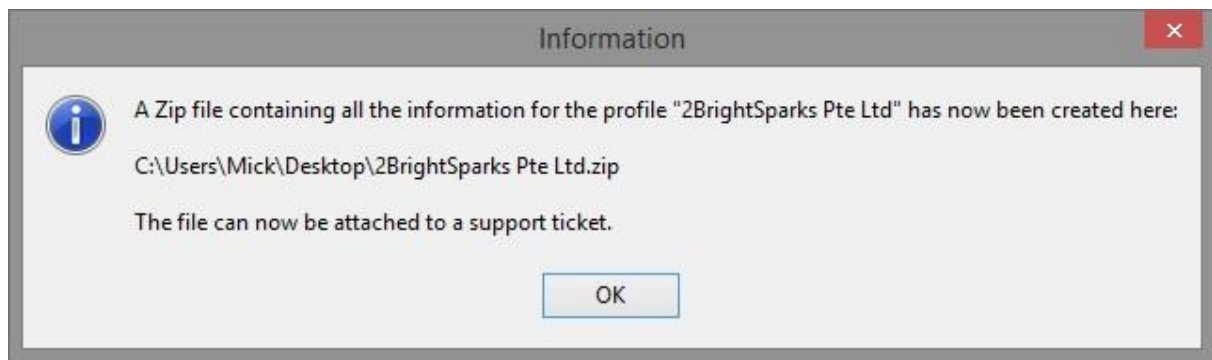 Information
A Zip file containing all the information for the profile "2BrightSparks Pte Ltd" has now been created here:
C:\Users\Mick\Desktop\2BrightSparks Pte Ltd.zip
The file can now be attached to a support ticket.
OK